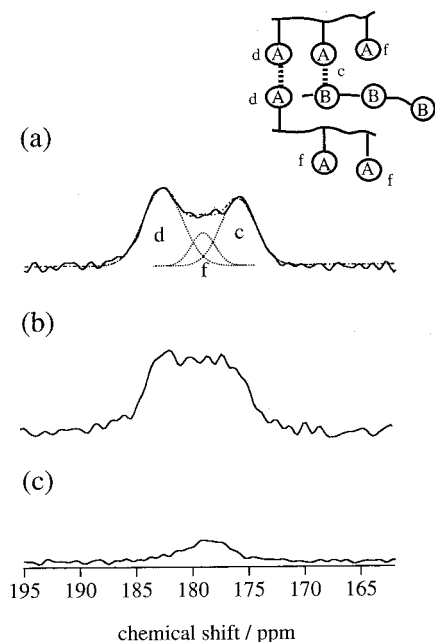 d A A A f
c
d A B B B
(a)
f A A f
d c
f
(b)
(c)
195 190 185 180 175 170 165
chemical shift / ppm